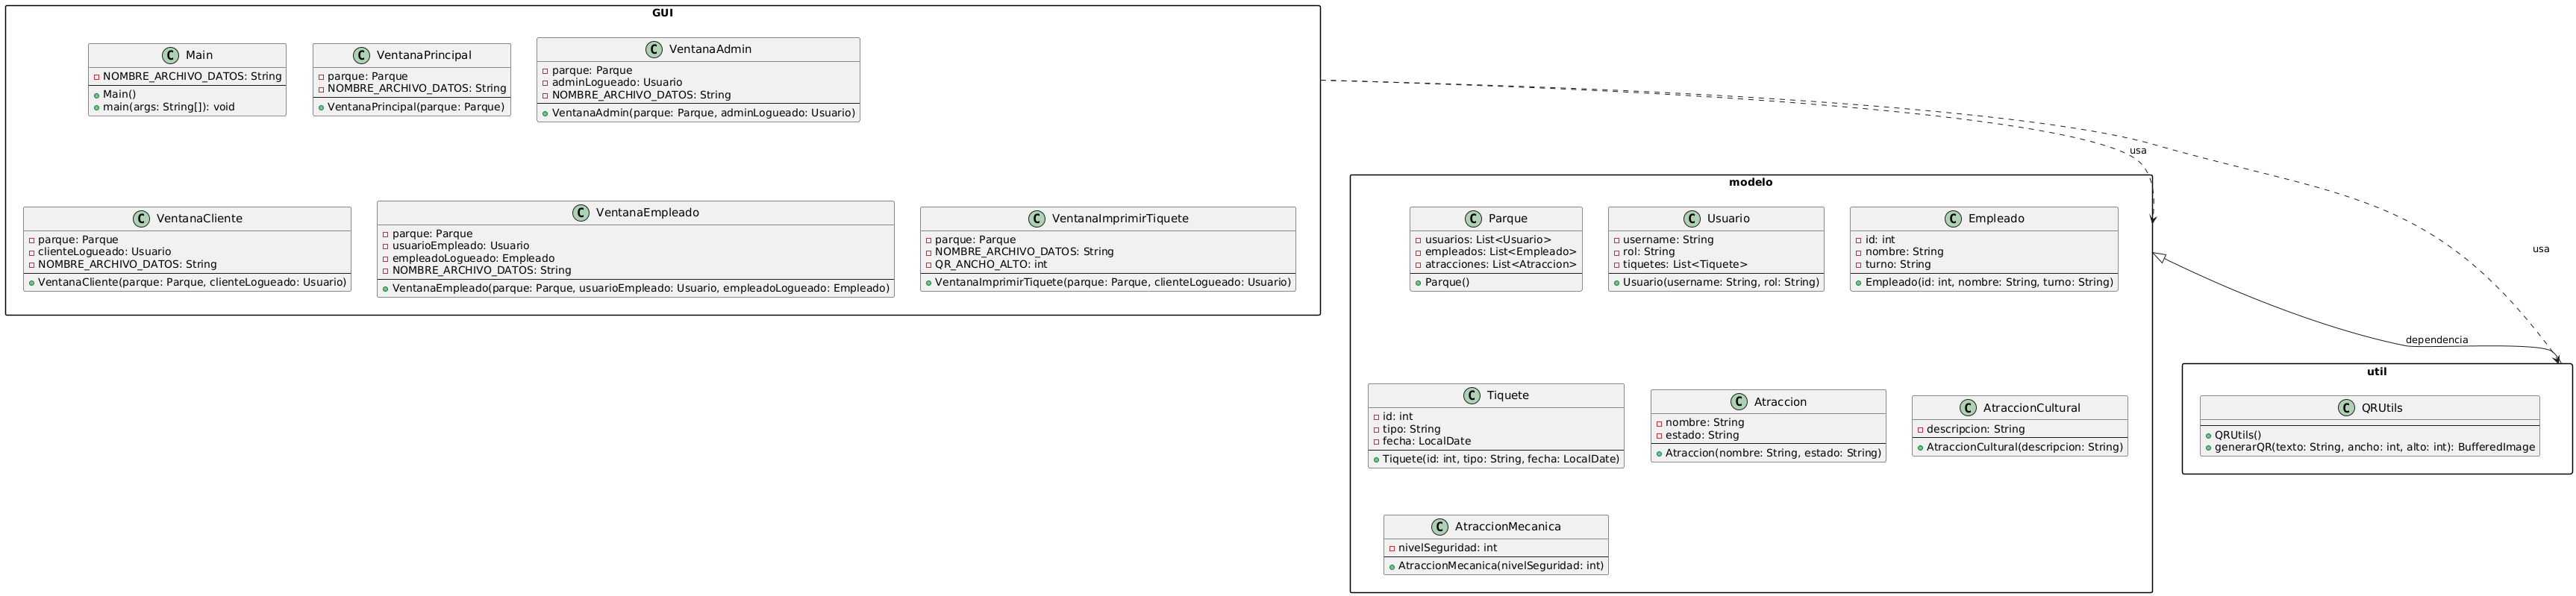 GUI
C Main
NOMBRE_ARCHIVO_DATOS: String
Main()
main(args: String[]): void
C VentanaPrincipal
parque: Parque
NOMBRE_ARCHIVO_DATOS: String
VentanaPrincipal(parque: Parque)
C VentanaAdmin
parque: Parque
adminLogueado: Usuario
NOMBRE_ARCHIVO_DATOS: String
VentanaAdmin(parque: Parque, adminLogueado: Usuario)
C VentanaCliente
parque: Parque
clienteLogueado: Usuario
NOMBRE_ARCHIVO_DATOS: String
VentanaCliente(parque: Parque, clienteLogueado: Usuario)
C VentanaEmpleado
parque: Parque
usuarioEmpleado: Usuario
empleadoLogueado: Empleado
NOMBRE_ARCHIVO_DATOS: String
VentanaEmpleado(parque: Parque, usuarioEmpleado: Usuario, empleadoLogueado: Empleado)
C VentanaImprimirTiquete
parque: Parque
NOMBRE_ARCHIVO_DATOS: String
QR_ANCHO_ALTO: int
VentanaImprimirTiquete(parque: Parque, clienteLogueado: Usuario)
usa
usa
modelo
C Parque
usuarios: List<Usuario>
empleados: List<Empleado>
atracciones: List<Atraccion>
Parque()
C Usuario
username: String
rol: String
tiquetes: List<Tiquete>
Usuario(username: String, rol: String)
C Empleado
id: int
nombre: String
turno: String
Empleado(id: int, nombre: String, turno: String)
C Tiquete
id: int
tipo: String
fecha: LocalDate
Tiquete(id: int, tipo: String, fecha: LocalDate)
C Atraccion
nombre: String
estado: String
Atraccion(nombre: String, estado: String)
C AtraccionCultural
descripcion: String
AtraccionCultural(descripcion: String)
C AtraccionMecanica
nivelSeguridad: int
AtraccionMecanica(nivelSeguridad: int)
dependencia
util
C QRUtils
QRUtils()
generarQR(texto: String, ancho: int, alto: int): BufferedImage